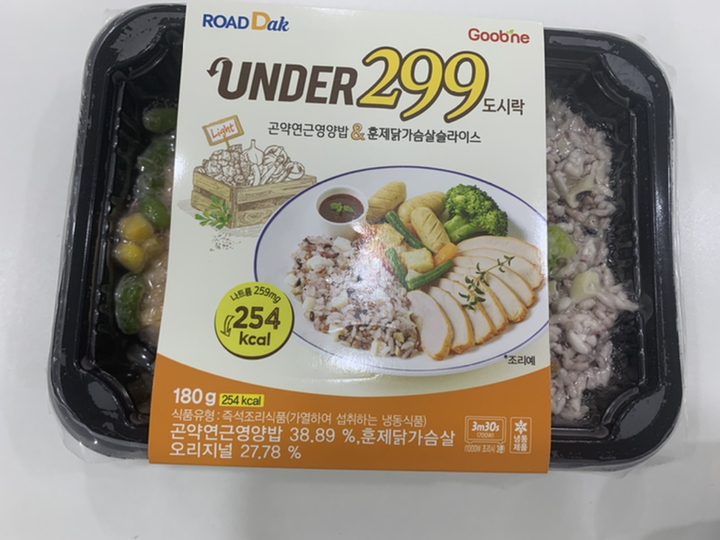 ROAD Dak
Goobne
UNDER 299 도시락
곤약연근영양밥 & 훈제닭가슴살슬라이스
Light
나트륨 259mg
254
kcal
*조리예
180 g 254 kcal
식품유형 : 즉석조리식품(가열하여 섭취하는 냉동식품)
곤약연근영양밥 38.89 %,훈제닭가슴살
오리지널 27.78 %
3m30s
(700W)
냉동
제품